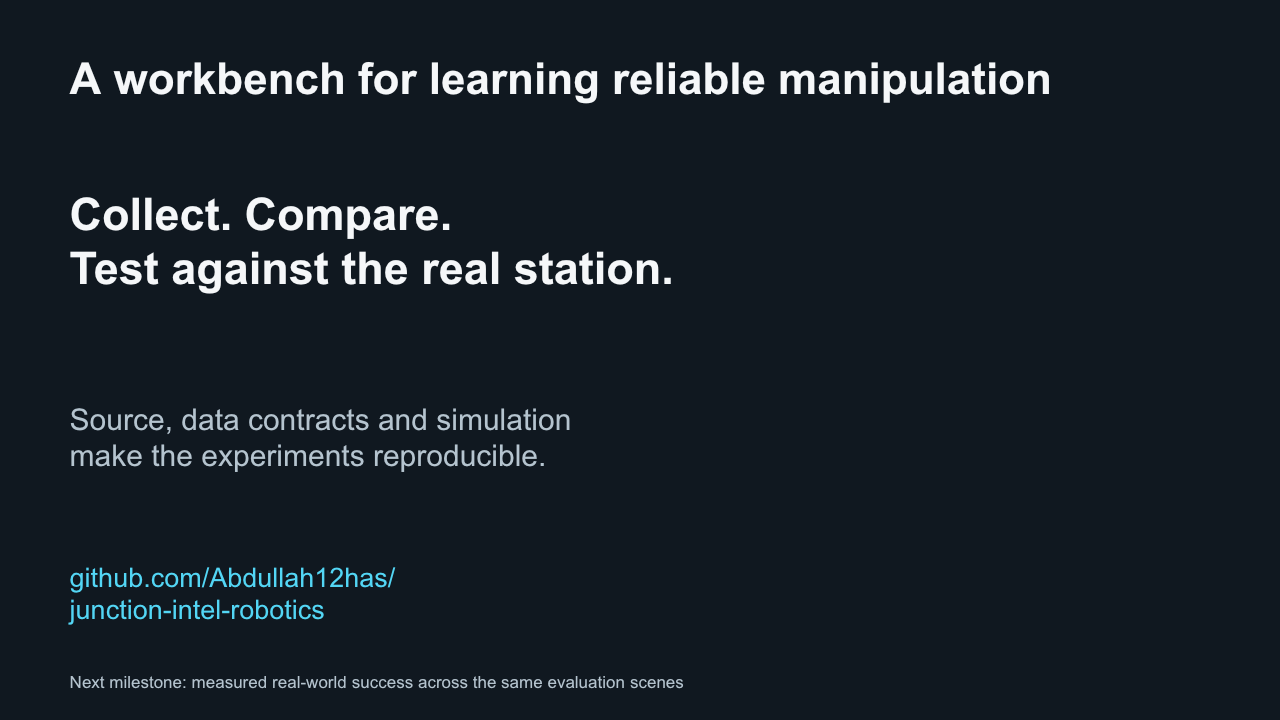 A workbench for learning reliable manipulation
Collect. Compare.
Test against the real station.
Source, data contracts and simulation
make the experiments reproducible.
github.com/Abdullah12has/
junction-intel-robotics
Next milestone: measured real-world success across the same evaluation scenes